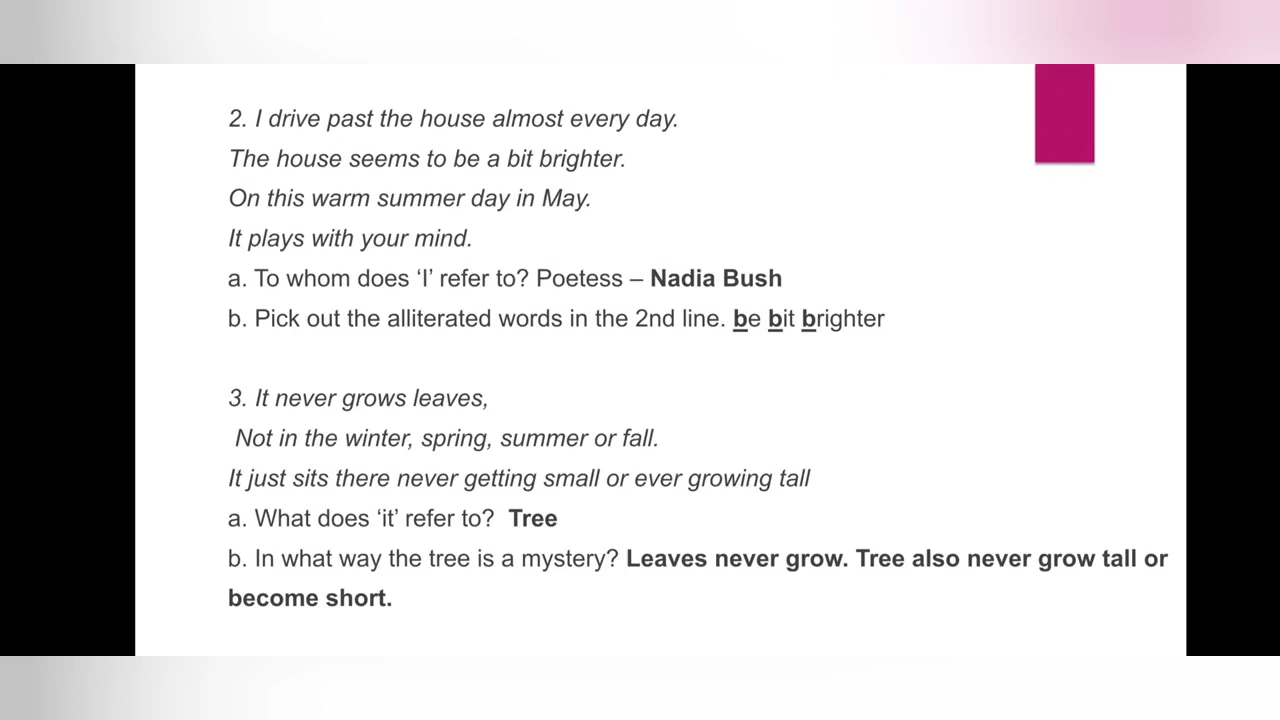 2. I drive past the house almost every day.
The house seems to be a bit brighter.
On this warm summer day in May.
It plays with your mind.
a. To whom does ‘I’ refer to? Poetess – Nadia Bush
b. Pick out the alliterated words in the 2nd line. be bit brighter
3. It never grows leaves,
Not in the winter, spring, summer or fall.
It just sits there never getting small or ever growing tall
a. What does ‘it’ refer to? Tree
b. In what way the tree is a mystery? Leaves never grow. Tree also never grow tall or
become short.